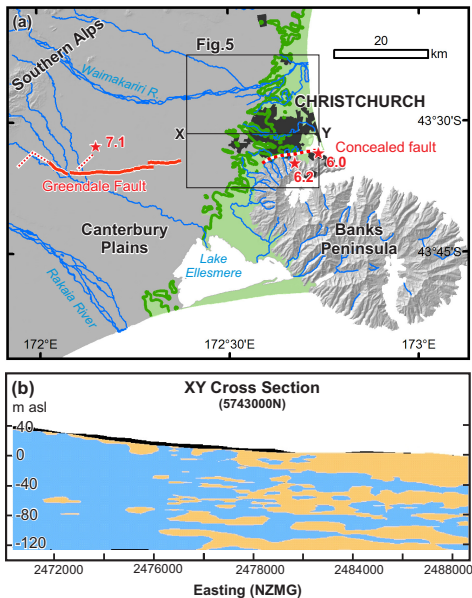 (a)
Southern Alps
Fig.5
20
km
Waimakariri R.
CHRISTCHURCH
43°30'S
X
Y
7.1
Concealed fault
6.0
6.2
Greendale Fault
Canterbury
Plains
Banks
Peninsula
43°45'S
Lake
Ellesmere
Rakaia River
172°E
172°30'E
173°E
(b)
XY Cross Section
(5743000N)
m asl
40
0
-40
-80
-120
2472000
2476000
2478000
2484000
2488000
Easting (NZMG)